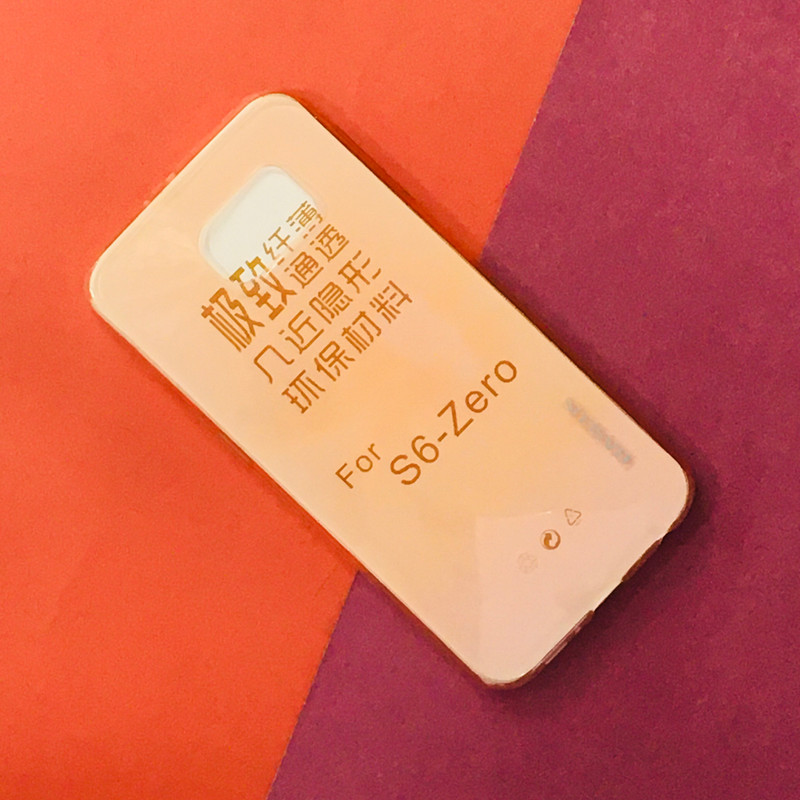 极致纤薄
通透
几近隐形
环保材料
For S6-Zero